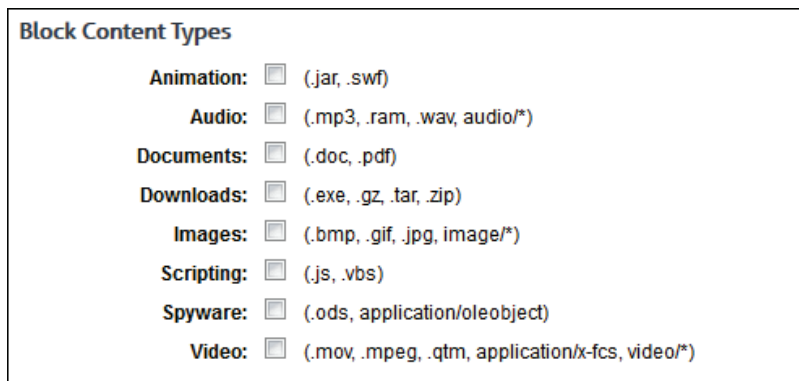 Block Content Types
Animation: (.jar, .swf)
Audio: (.mp3, .ram, .wav, audio/*)
Documents: (.doc, .pdf)
Downloads: (.exe, .gz, .tar, .zip)
Images: (.bmp, .gif, .jpg, image/*)
Scripting: (.js, .vbs)
Spyware: (.ods, application/oleobject)
Video: (.mov, .mpeg, .qtm, application/x-fcs, video/*)